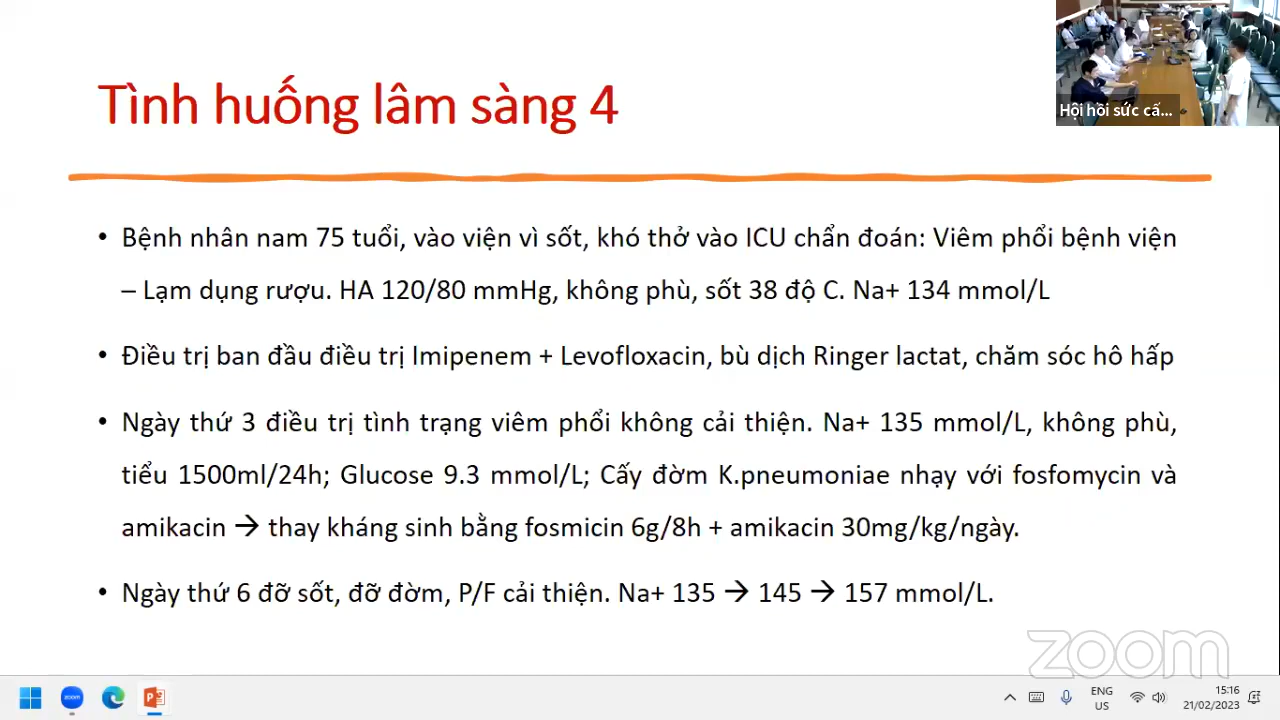 Tình huống lâm sàng 4
Hội hồi sức cấ...
• Bệnh nhân nam 75 tuổi, vào viện vì sốt, khó thở vào ICU chẩn đoán: Viêm phổi bệnh viện
– Lạm dụng rượu. HA 120/80 mmHg, không phù, sốt 38 độ C. Na+ 134 mmol/L
• Điều trị ban đầu điều trị Imipenem + Levofloxacin, bù dịch Ringer lactat, chăm sóc hô hấp
• Ngày thứ 3 điều trị tình trạng viêm phổi không cải thiện. Na+ 135 mmol/L, không phù,
tiểu 1500ml/24h; Glucose 9.3 mmol/L; Cấy đờm K.pneumoniae nhạy với fosfomycin và
amikacin → thay kháng sinh bằng fosmicin 6g/8h + amikacin 30mg/kg/ngày.
• Ngày thứ 6 đỡ sốt, đỡ đờm, P/F cải thiện. Na+ 135 → 145 → 157 mmol/L.
zoom
zoom
ENG
US
15:16
21/02/2023